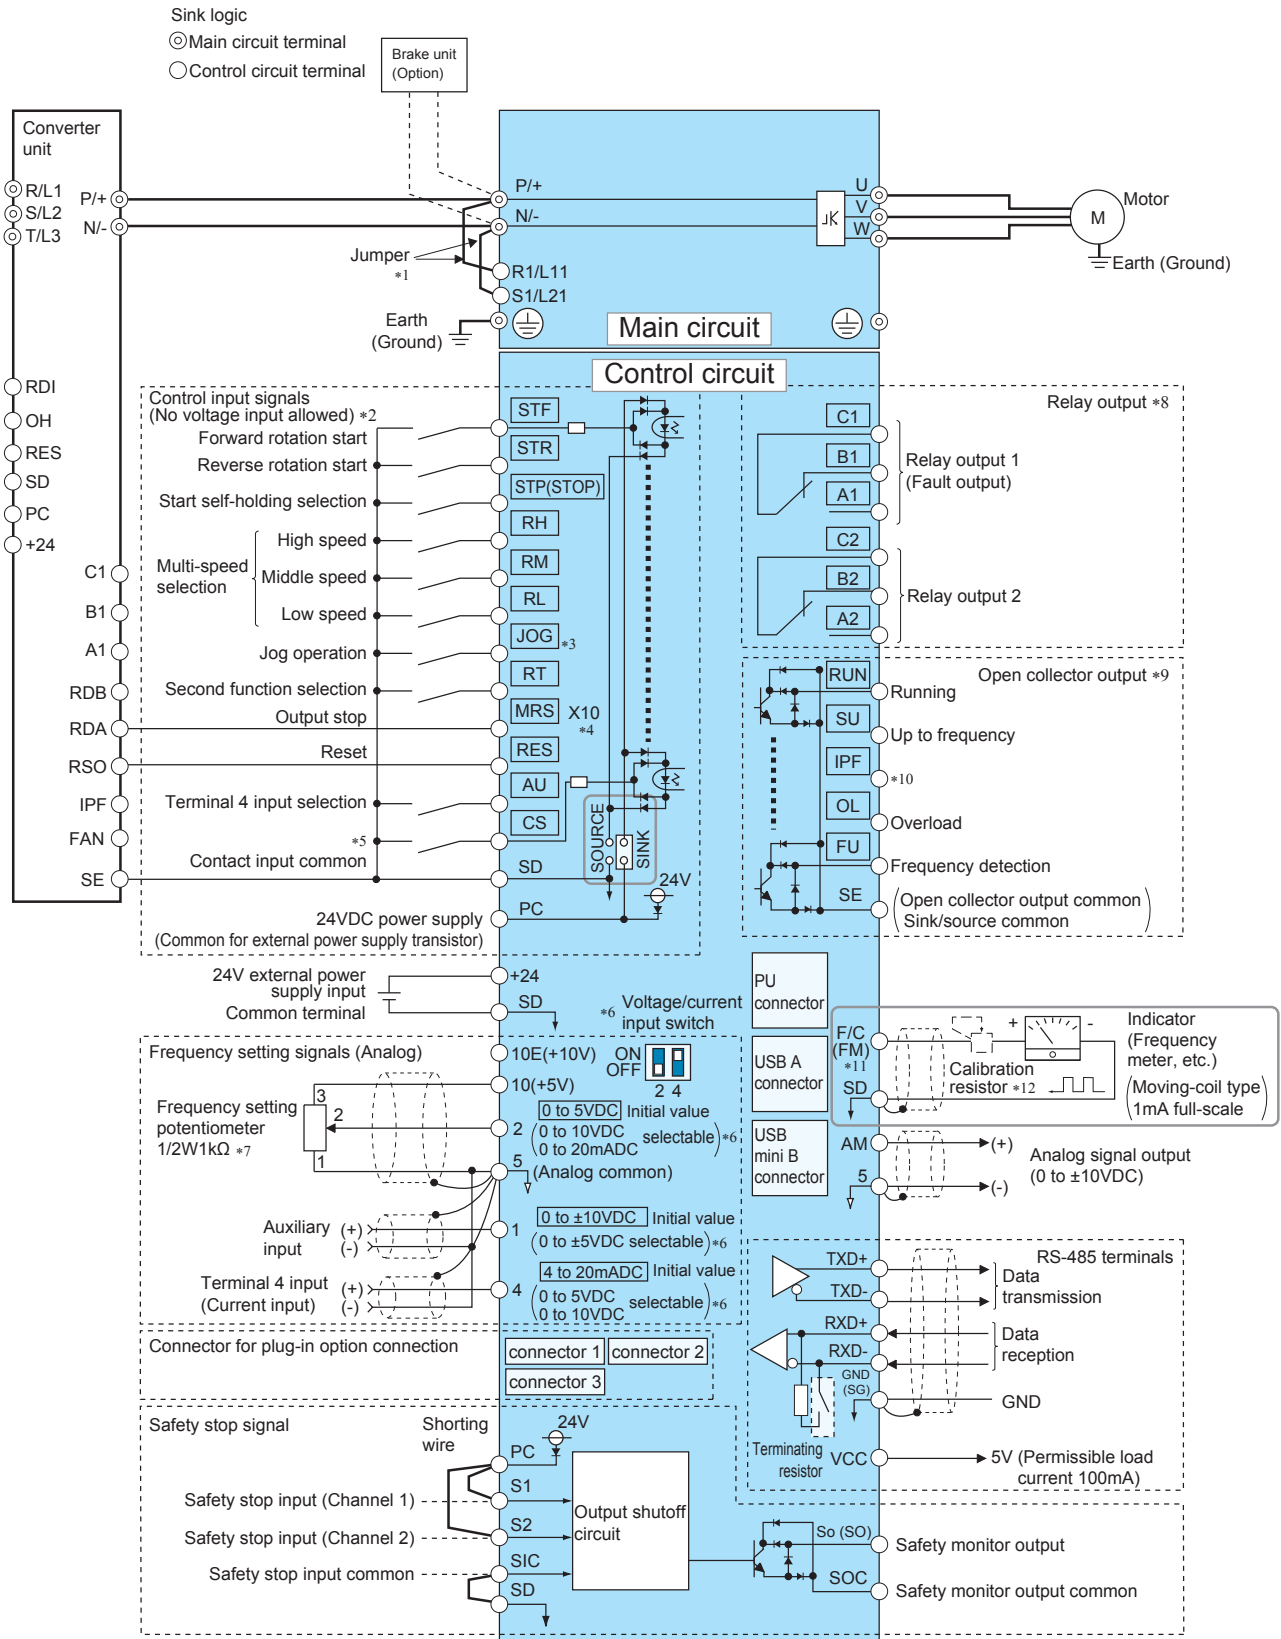 Sink logic
Main circuit terminal
Control circuit terminal
Brake unit
(Option)
Converter
unit
R/L1
S/L2
T/L3
P/+
N/-
P/+
N/-
Jumper
*1
R1/L11
S1/L21
Earth
(Ground)
Main circuit
U
V
W
M
Motor
Earth (Ground)
Control circuit
RDI
OH
RES
SD
PC
+24
C1
B1
A1
RDB
RDA
RSO
IPF
FAN
SE
Control input signals
(No voltage input allowed) *2
Forward rotation start
Reverse rotation start
Start self-holding selection
Multi-speed
selection
High speed
Middle speed
Low speed
Jog operation
Second function selection
Output stop
Reset
Terminal 4 input selection
*5
Contact input common
24VDC power supply
(Common for external power supply transistor)
STF
STR
STP(STOP)
RH
RM
RL
JOG *3
RT
MRS X10
*4
RES
AU
CS
SD
PC
SOURCE
SINK
24V
Relay output *8
C1
B1
A1
Relay output 1
(Fault output)
C2
B2
A2
Relay output 2
Open collector output *9
RUN
Running
SU
Up to frequency
IPF
*10
OL
Overload
FU
Frequency detection
SE
(Open collector output common
Sink/source common)
24V external power
supply input
Common terminal
+24
SD
*6 Voltage/current
input switch
PU
connector
USB A
connector
USB
mini B
connector
Frequency setting signals (Analog)
10E(+10V)
ON
OFF
2 4
10(+5V)
Frequency setting
potentiometer
1/2W1kΩ *7
3
2
1
2
0 to 5VDC Initial value
(0 to 10VDC
0 to 20mADC selectable) *6
5
(Analog common)
Auxiliary
input
(+)
(-)
1
0 to ±10VDC Initial value
(0 to ±5VDC selectable) *6
Terminal 4 input
(Current input)
(+)
(-)
4
4 to 20mADC Initial value
(0 to 5VDC
0 to 10VDC selectable) *6
F/C
(FM)
*11
SD
+
-
Calibration
resistor *12
Indicator
(Frequency
meter, etc.)
(Moving-coil type
1mA full-scale)
AM
(+)
5
(-)
Analog signal output
(0 to ±10VDC)
RS-485 terminals
TXD+
TXD-
Data
transmission
RXD+
RXD-
Data
reception
GND
(SG)
GND
Terminating
resistor
VCC
5V (Permissible load
current 100mA)
Connector for plug-in option connection
connector 1
connector 2
connector 3
Safety stop signal
Shorting
wire
24V
PC
S1
Safety stop input (Channel 1)
S2
Safety stop input (Channel 2)
SIC
Safety stop input common
SD
Output shutoff
circuit
So (SO)
Safety monitor output
SOC
Safety monitor output common